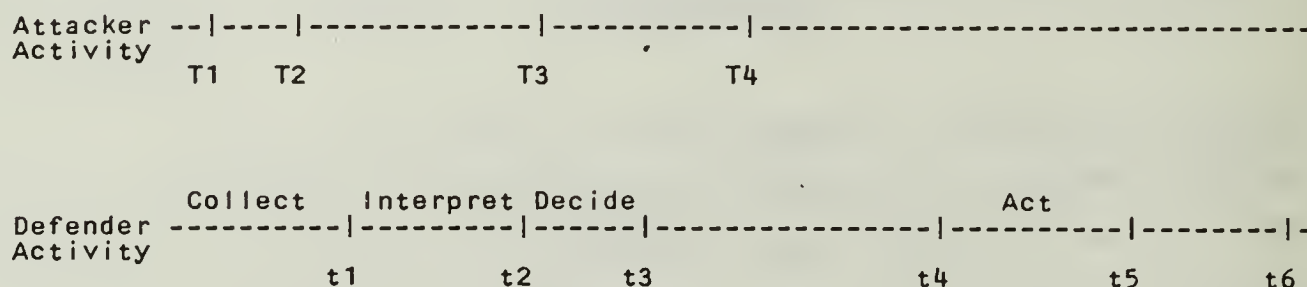 Attacker --|----|--------------|------------|--------------------------------
Activity
T1 T2 T3 T4
Collect Interpret Decide Act
Defender ----------|---------|------|----------------|----------|--------|-
Activity
t1 t2 t3 t4 t5 t6